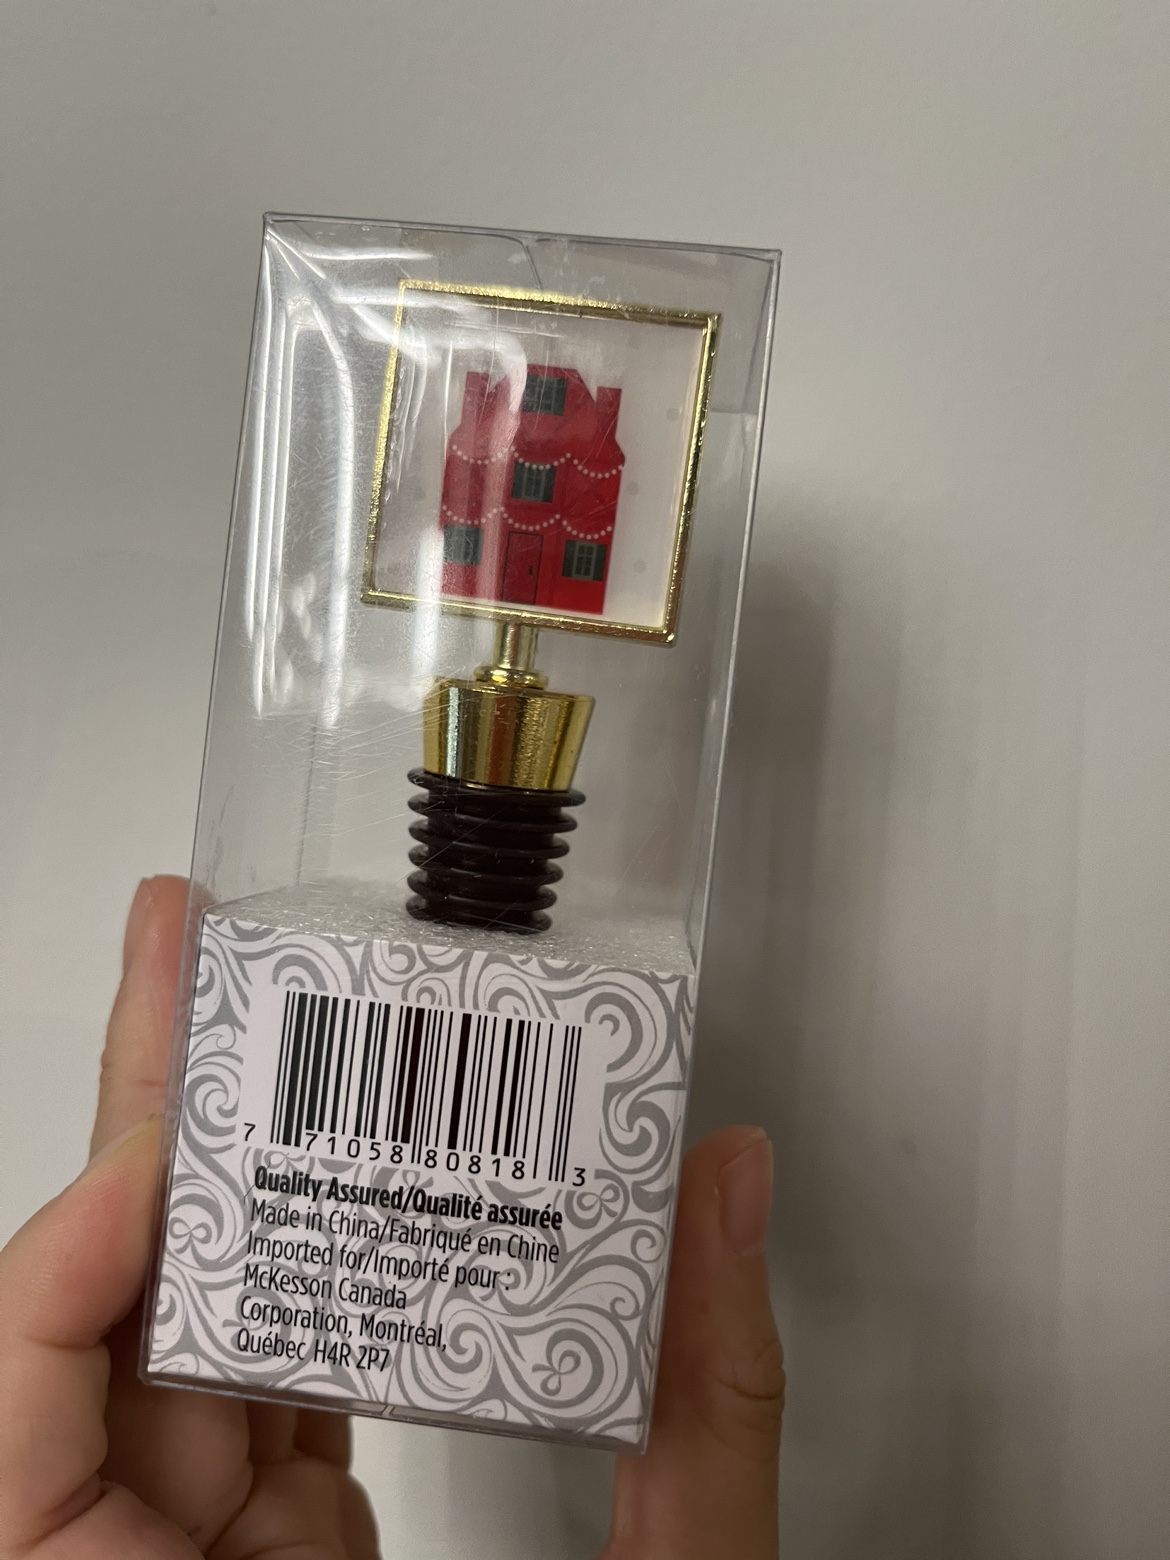 7 71058 80818 3
Quality Assured/Qualité assurée
Made in China/Fabriqué en Chine
Imported for/Importé pour :
McKesson Canada
Corporation, Montréal,
Québec H4R 2P7